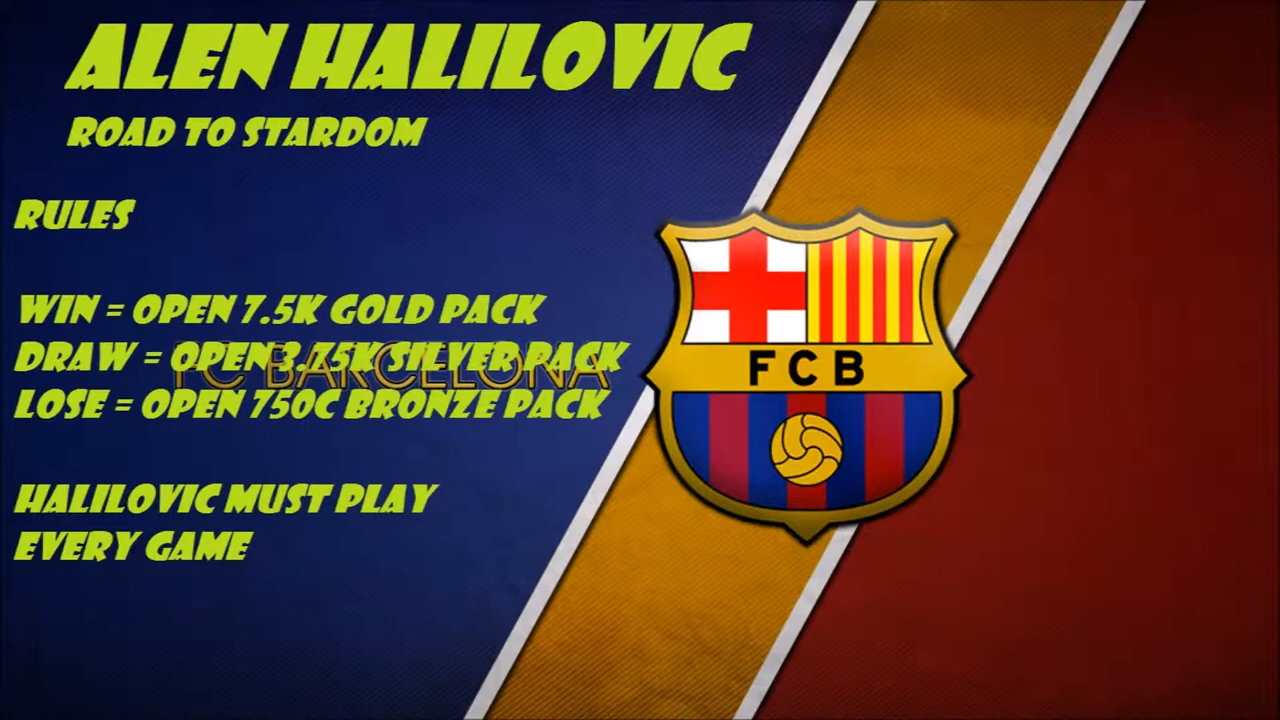 ALEN HALILOVIC
ROAD TO STARDOM
RULES
WIN = OPEN 7.5K GOLD PACK
DRAW = OPEN 3.75K SILVER PACK
FC BARCELONA
LOSE = OPEN 750C BRONZE PACK
HALILOVIC MUST PLAY
EVERY GAME
FCB